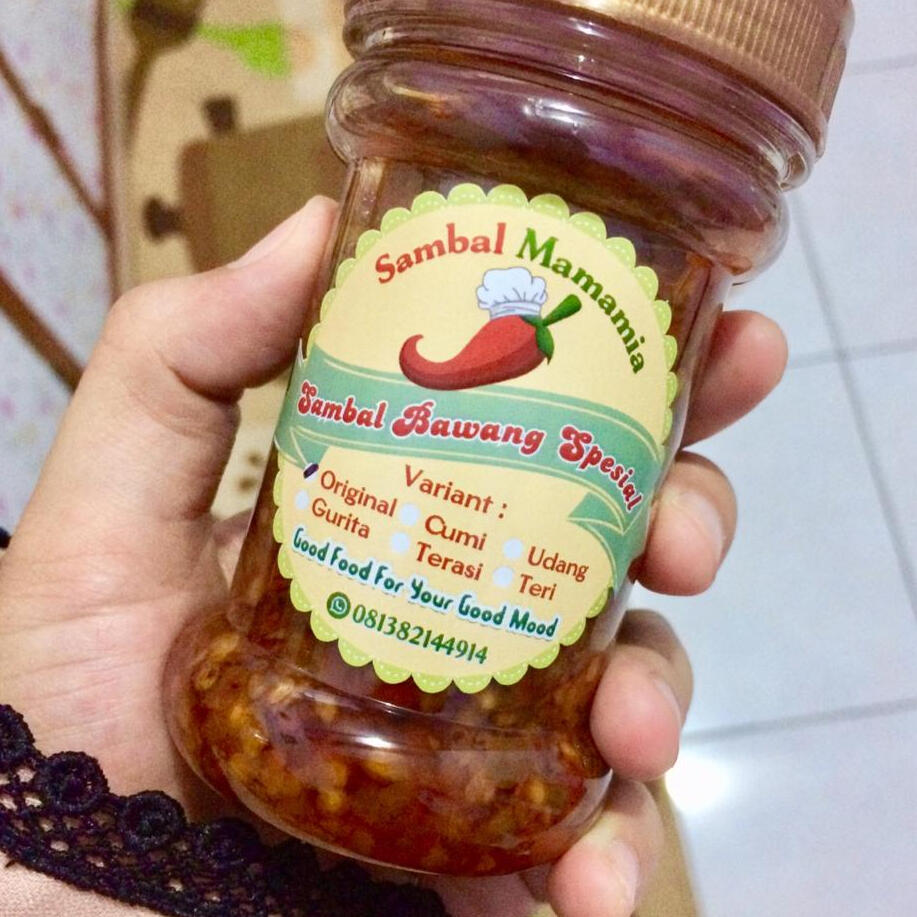 Sambal Mamamia
Sambal Bawang Spesial
Variant :
Original Cumi Udang
Gurita Terasi Teri
Good Food For Your Good Mood
081382144914